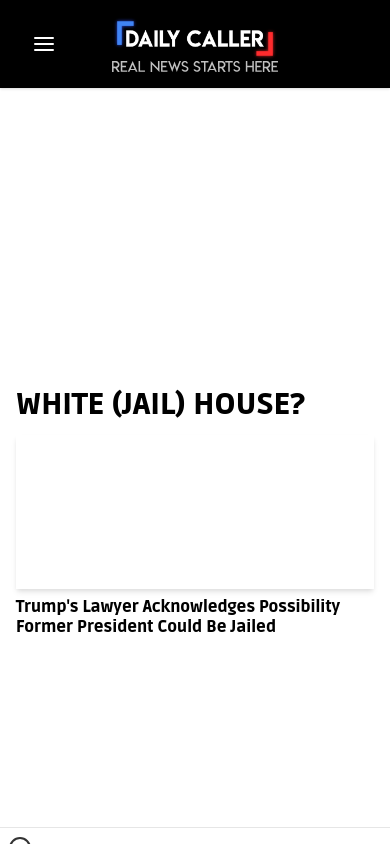 DAILY CALLER
REAL NEWS STARTS HERE
WHITE (JAIL) HOUSE?
Trump's Lawyer Acknowledges Possibility
Former President Could Be Jailed